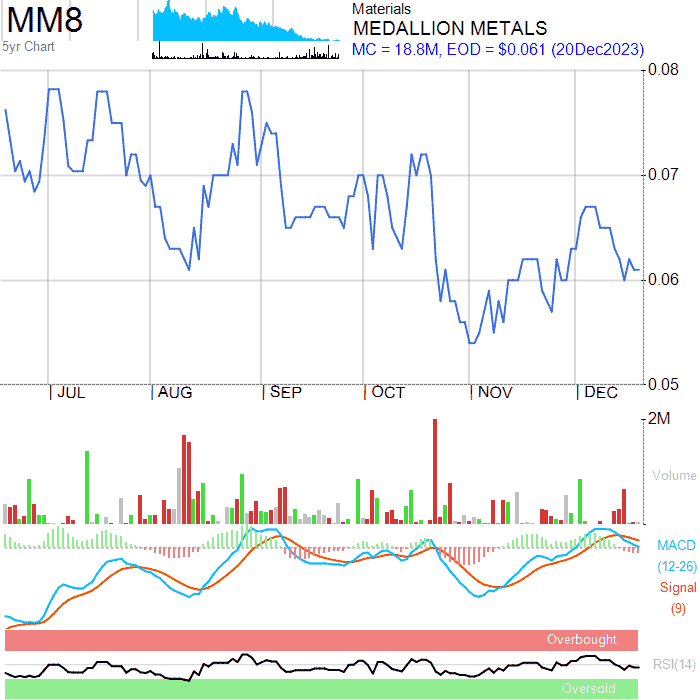 MM8
5yr Chart
Materials
MEDALLION METALS
MC = 18.8M, EOD = $0.061 (20Dec2023)
0.08
0.07
0.06
0.05
JUL AUG SEP OCT NOV DEC
2M
Volume
MACD
(12-26)
Signal
(9)
Overbought
RSI(14)
Oversold